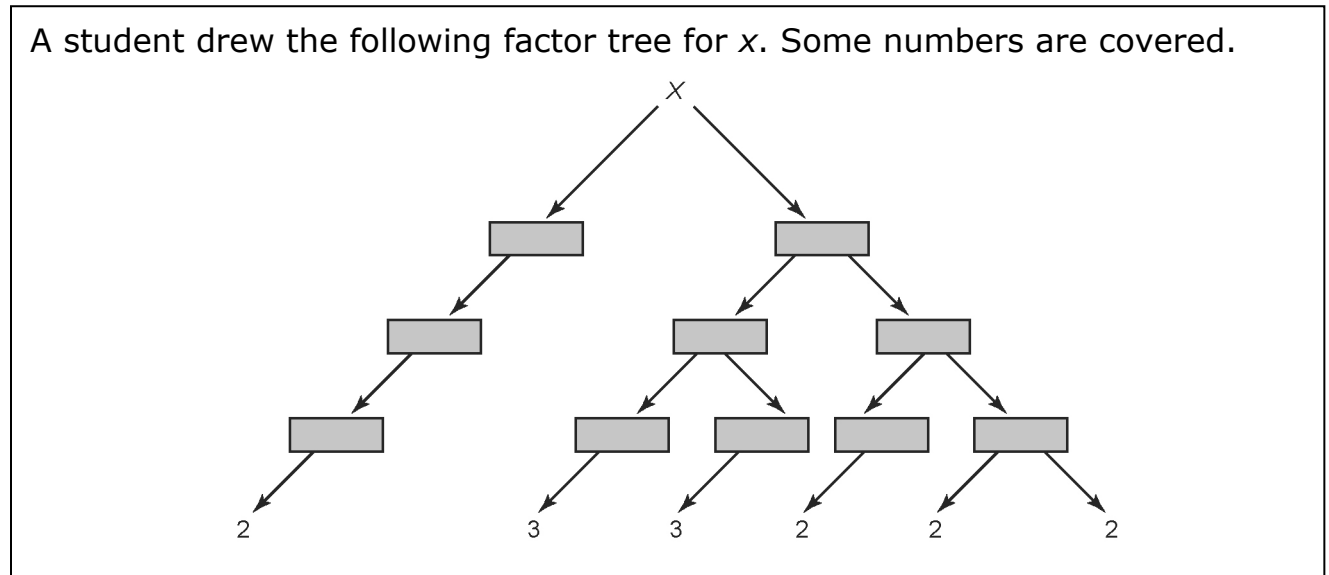 A student drew the following factor tree for x. Some numbers are covered.
x
2 3 3 2 2 2